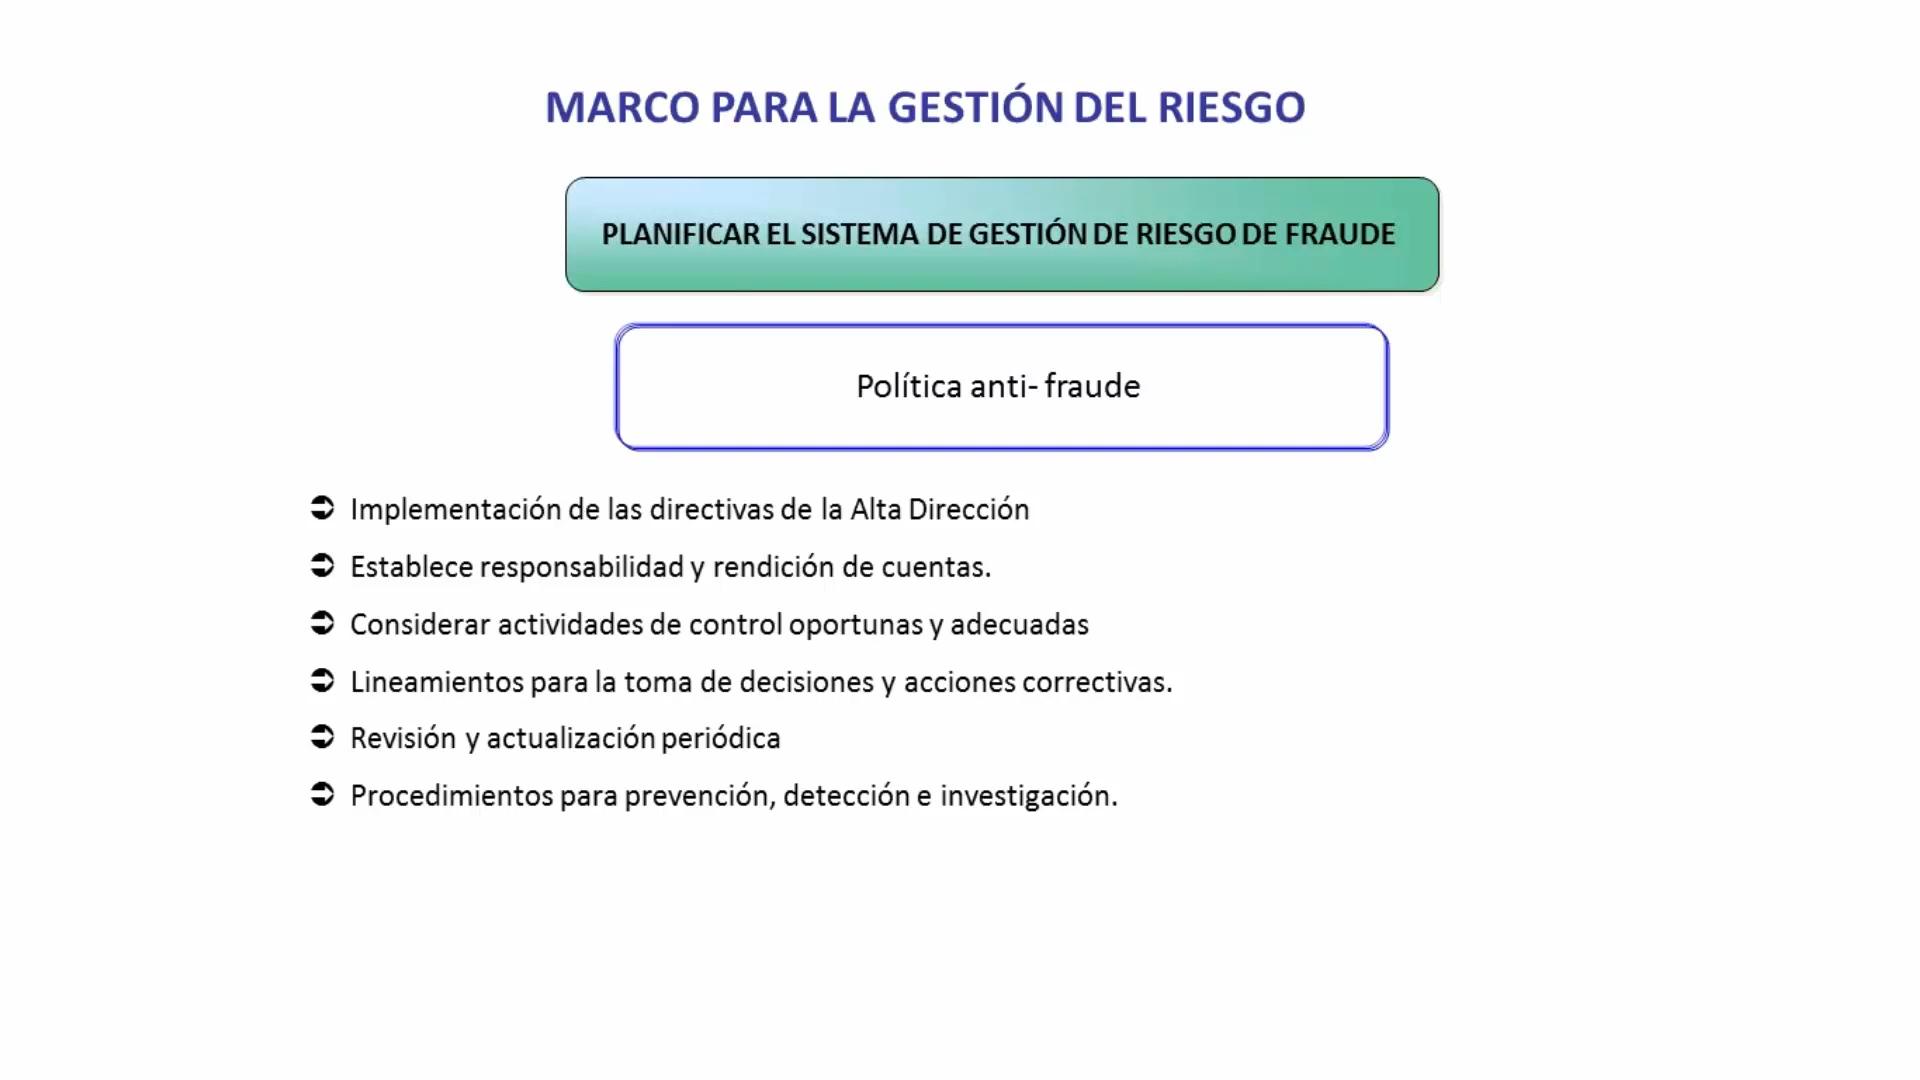 MARCO PARA LA GESTIÓN DEL RIESGO
PLANIFICAR EL SISTEMA DE GESTIÓN DE RIESGO DE FRAUDE
Política anti- fraude
Implementación de las directivas de la Alta Dirección
Establece responsabilidad y rendición de cuentas.
Considerar actividades de control oportunas y adecuadas
Lineamientos para la toma de decisiones y acciones correctivas.
Revisión y actualización periódica
Procedimientos para prevención, detección e investigación.